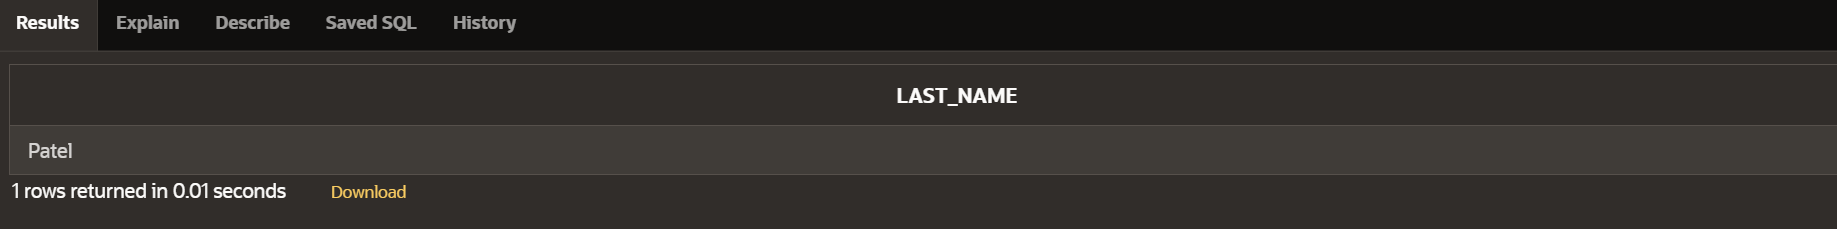 Results Explain Describe Saved SQL History
LAST_NAME
Patel
1 rows returned in 0.01 seconds Download